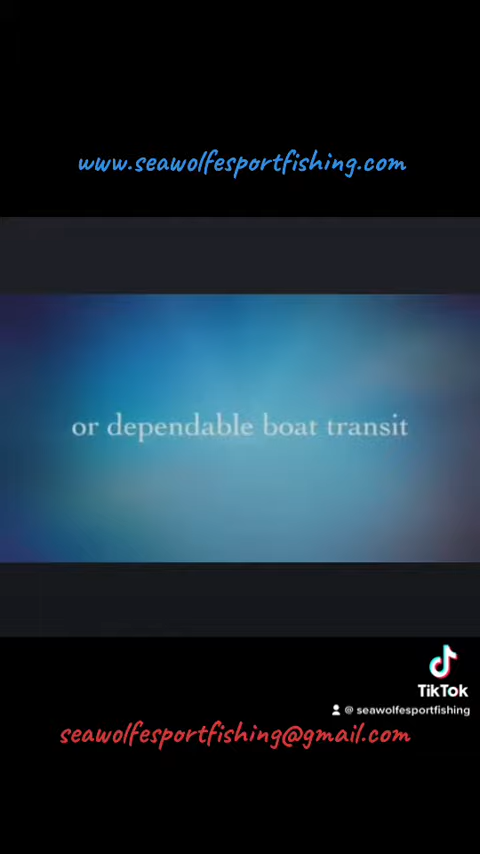 www.seawolfesportfishing.com
or dependable boat transit
TikTok
@ seawolfesportfishing
seawolfesportfishing@gmail.com